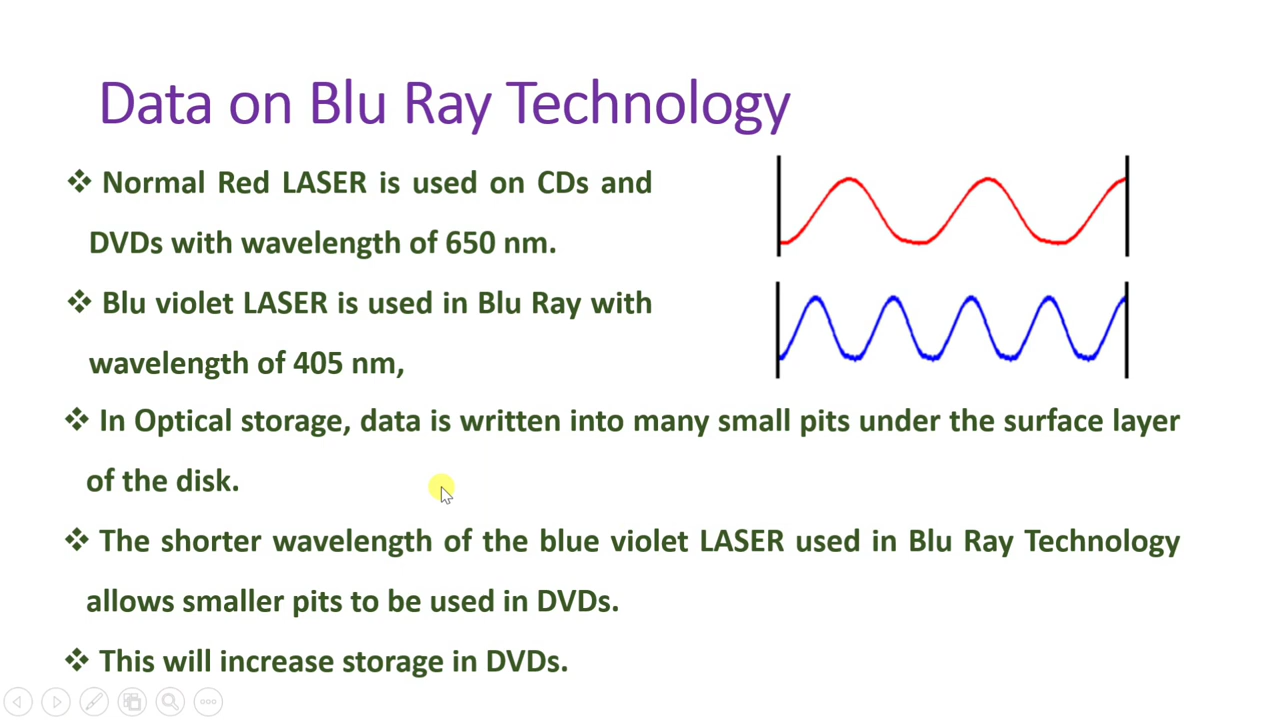 Data on Blu Ray Technology
❖ Normal Red LASER is used on CDs and
DVDs with wavelength of 650 nm.
❖ Blu violet LASER is used in Blu Ray with
wavelength of 405 nm,
❖ In Optical storage, data is written into many small pits under the surface layer
of the disk.
❖ The shorter wavelength of the blue violet LASER used in Blu Ray Technology
allows smaller pits to be used in DVDs.
❖ This will increase storage in DVDs.